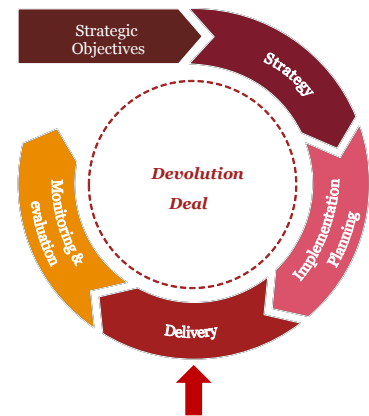 Strategic
Objectives
Strategy
Implementation
Planning
Delivery
Monitoring &
evaluation
Devolution
Deal